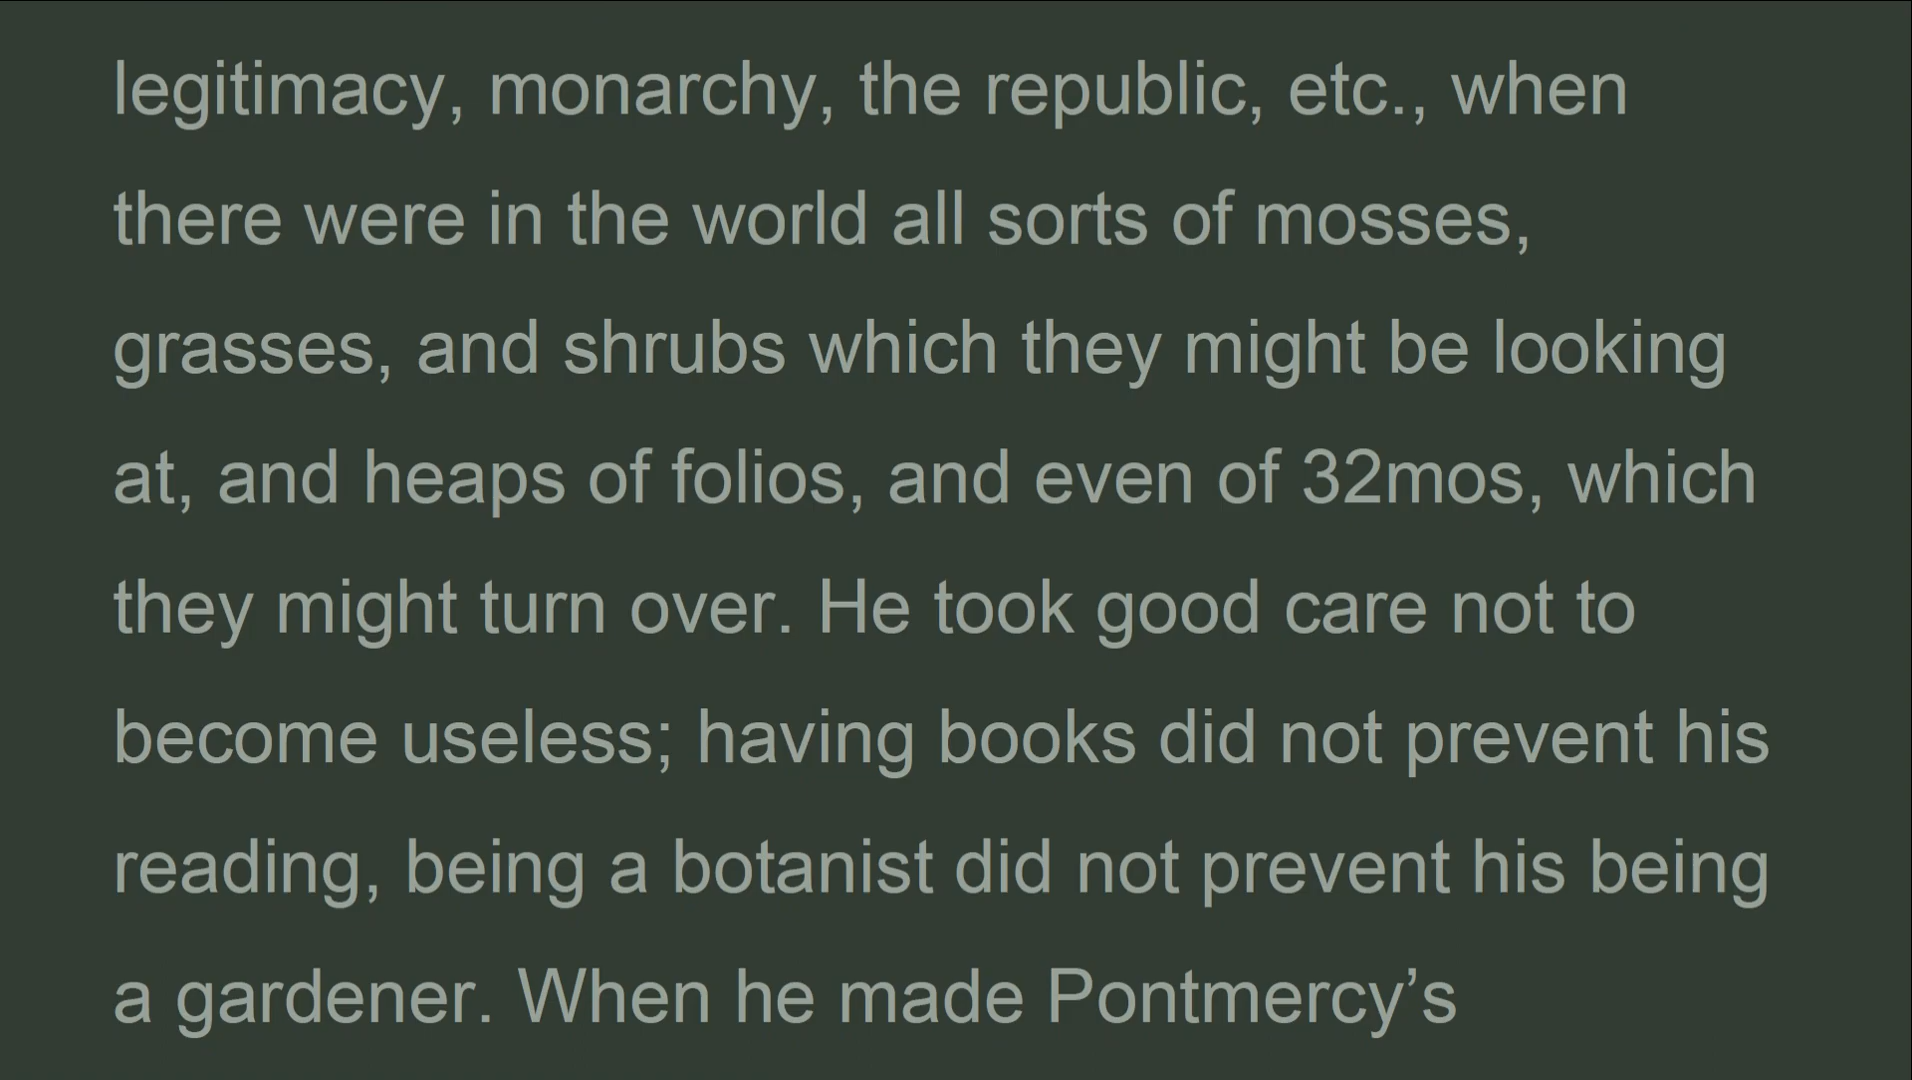 legitimacy, monarchy, the republic, etc., when
there were in the world all sorts of mosses,
grasses, and shrubs which they might be looking
at, and heaps of folios, and even of 32mos, which
they might turn over. He took good care not to
become useless; having books did not prevent his
reading, being a botanist did not prevent his being
a gardener. When he made Pontmercy’s